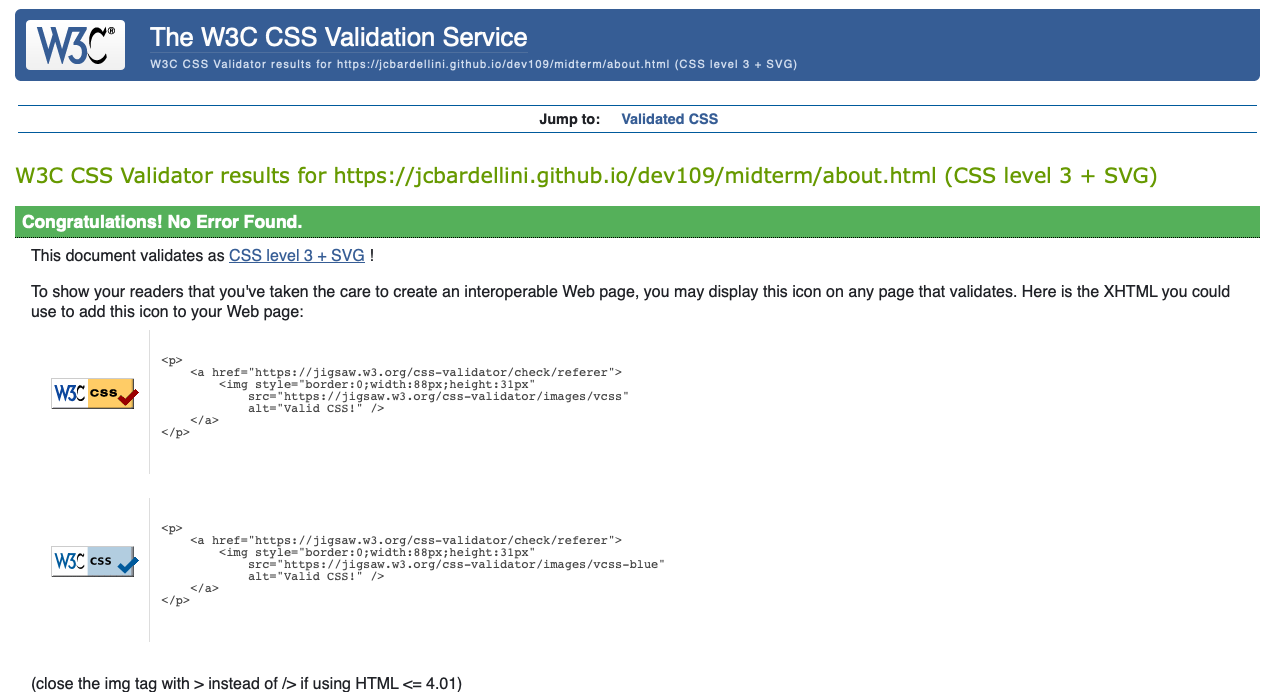 W3C®
The W3C CSS Validation Service
W3C CSS Validator results for https://jcbardellini.github.io/dev109/midterm/about.html (CSS level 3 + SVG)
Jump to: Validated CSS
W3C CSS Validator results for https://jcbardellini.github.io/dev109/midterm/about.html (CSS level 3 + SVG)
Congratulations! No Error Found.
This document validates as CSS level 3 + SVG !
To show your readers that you've taken the care to create an interoperable Web page, you may display this icon on any page that validates. Here is the XHTML you could
use to add this icon to your Web page:
W3C css
<p>
    <a href="https://jigsaw.w3.org/css-validator/check/referer">
        <img style="border:0;width:88px;height:31px"
            src="https://jigsaw.w3.org/css-validator/images/vcss"
            alt="Valid CSS!" />
    </a>
</p>
W3C css
<p>
    <a href="https://jigsaw.w3.org/css-validator/check/referer">
        <img style="border:0;width:88px;height:31px"
            src="https://jigsaw.w3.org/css-validator/images/vcss-blue"
            alt="Valid CSS!" />
    </a>
</p>
(close the img tag with > instead of /> if using HTML <= 4.01)